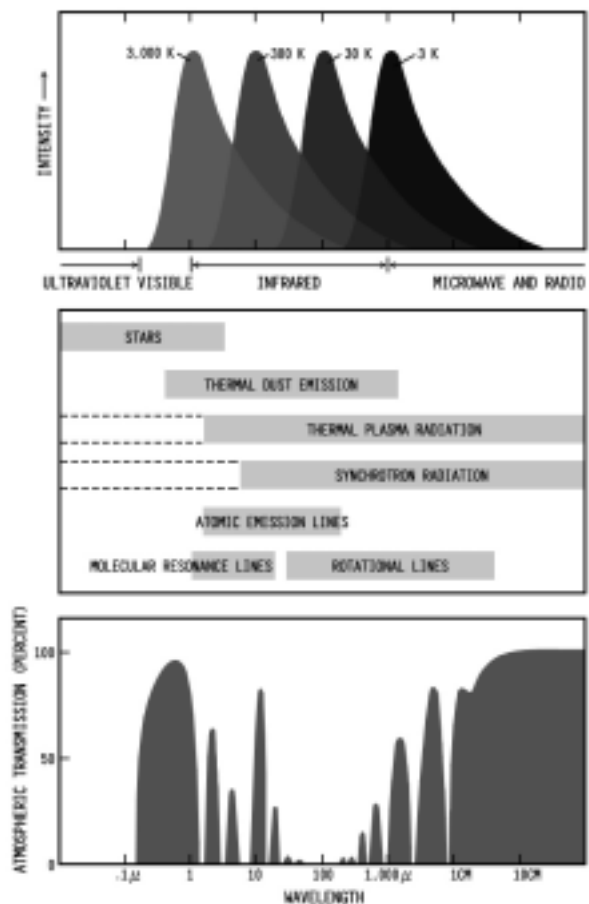 3,000 K
300 K
30 K
3 K
INTENSITY
ULTRAVIOLET VISIBLE INFRARED MICROWAVE AND RADIO
STARS
THERMAL DUST EMISSION
THERMAL PLASMA RADIATION
SYNCHROTRON RADIATION
ATOMIC EMISSION LINES
MOLECULAR RESONANCE LINES
ROTATIONAL LINES
ATMOSPHERIC TRANSMISSION (PERCENT)
100
50
0
.1μ 1 10 100 1,000μ 1CM 10CM
WAVELENGTH